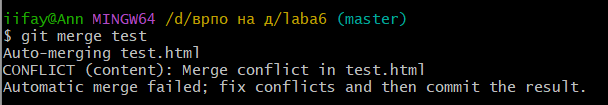 iifay@Ann MINGW64 /d/врпо на д/laba6 (master)
$ git merge test
Auto-merging test.html
CONFLICT (content): Merge conflict in test.html
Automatic merge failed; fix conflicts and then commit the result.